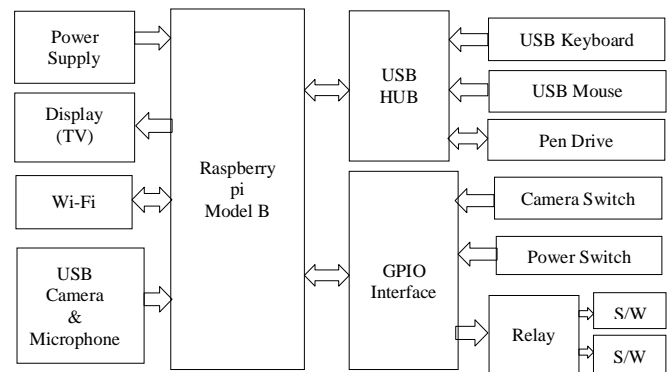 Power
Supply
Display
(TV)
Wi-Fi
USB
Camera
&
Microphone
Raspberry
pi
Model B
USB
HUB
GPIO
Interface
USB Keyboard
USB Mouse
Pen Drive
Camera Switch
Power Switch
Relay
S/W
S/W